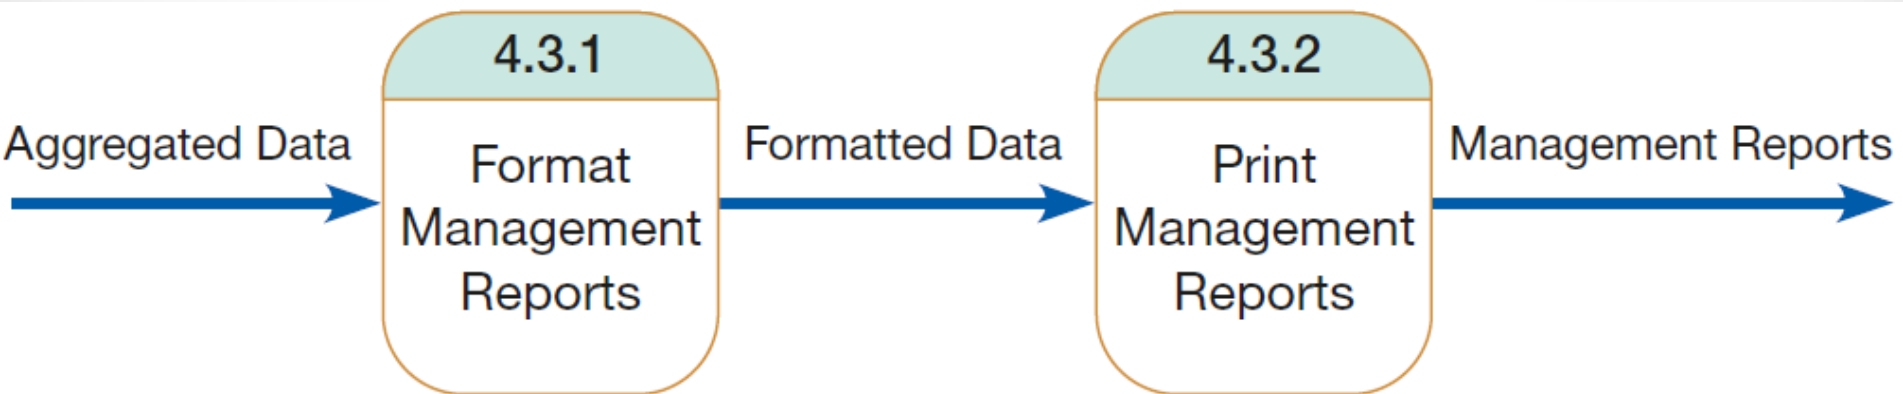 4.3.1
4.3.2
Aggregated Data
Format
Management
Reports
Formatted Data
Print
Management
Reports
Management Reports